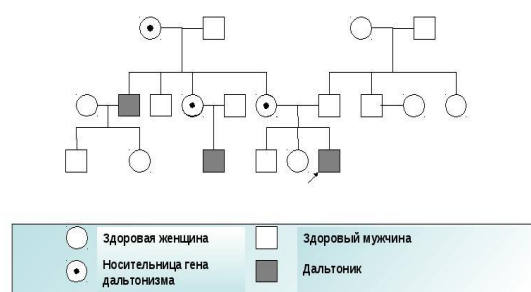 Здоровая женщина
Здоровый мужчина
Носительница гена
дальтонизма
Дальтоник